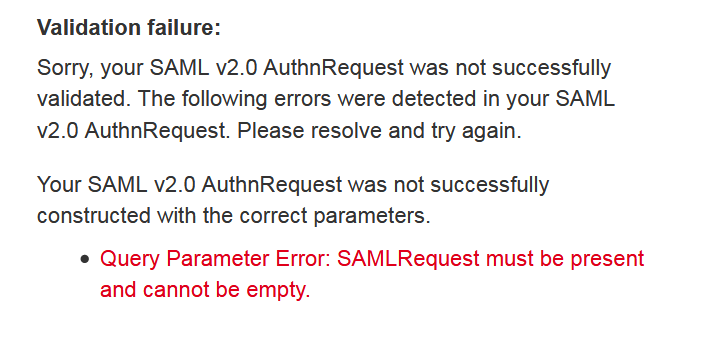 Validation failure:
Sorry, your SAML v2.0 AuthnRequest was not successfully
validated. The following errors were detected in your SAML
v2.0 AuthnRequest. Please resolve and try again.
Your SAML v2.0 AuthnRequest was not successfully
constructed with the correct parameters.
• Query Parameter Error: SAMLRequest must be present
and cannot be empty.